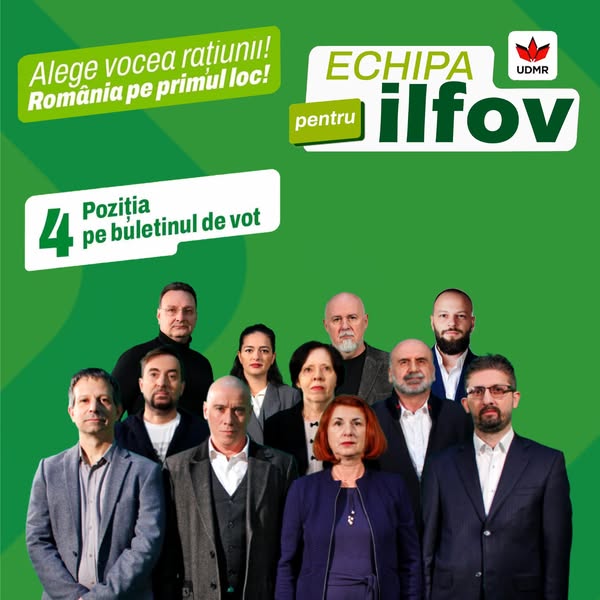 Alege vocea rațiunii!
România pe primul loc!
ECHIPA
pentru
ilfov
UDMR
4
Poziția
pe buletinul de vot